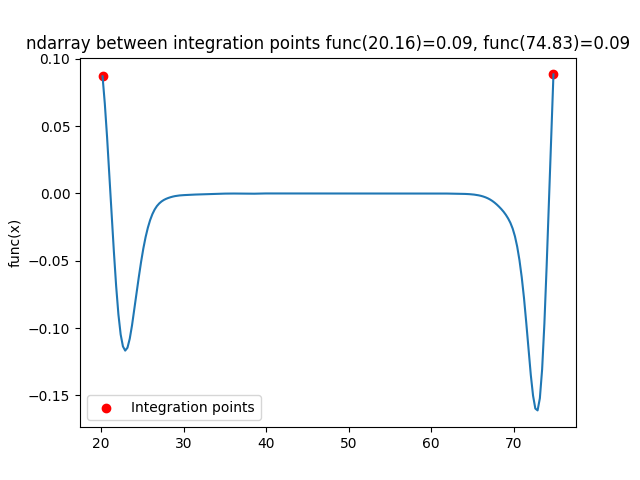 ndarray between integration points func(20.16)=0.09, func(74.83)=0.09
0.10
0.05
0.00
−0.05
−0.10
−0.15
func(x)
Integration points
20 30 40 50 60 70